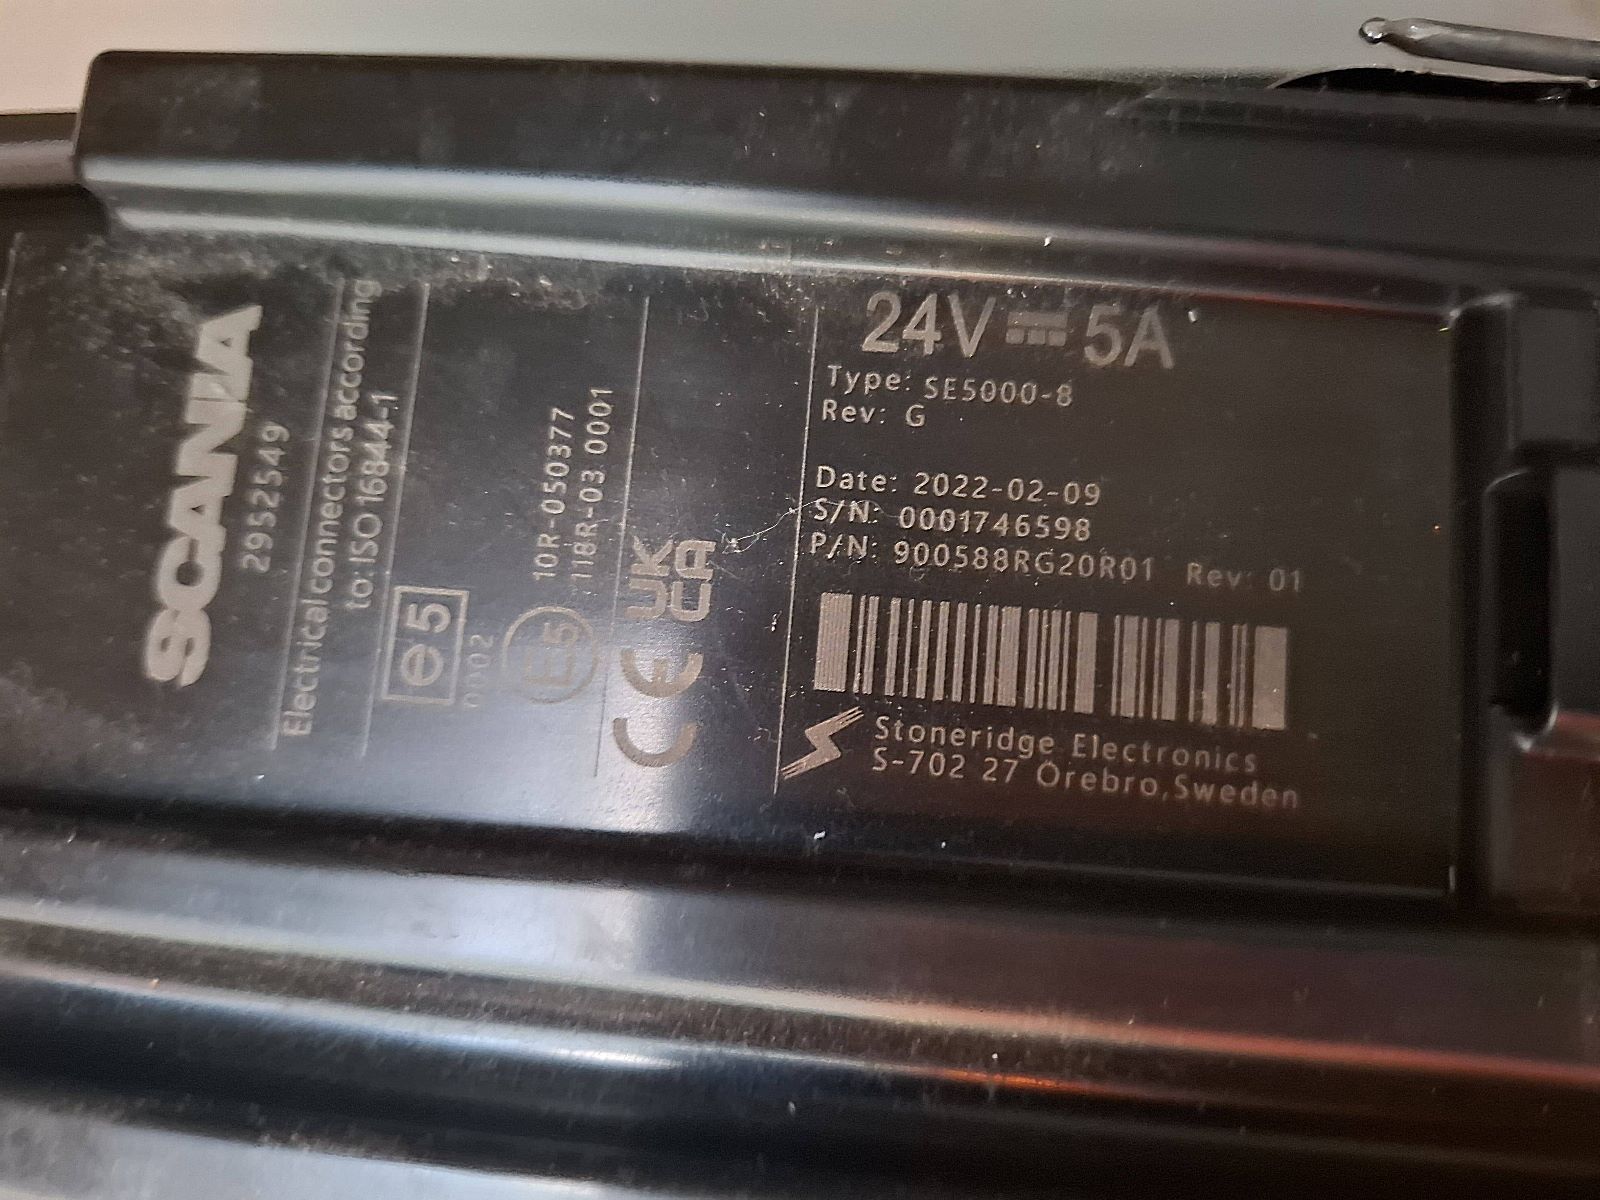 SCANIA
2952549
Electrical connectors according
to: ISO 16844-1
e5
0002
E5
10R-050377
118R-03 0001
CE
UK
CA
24V 5A
Type: SE5000-8
Rev: G
Date: 2022-02-09
S/N: 0001746598
P/N: 900588RG20R01 Rev: 01
Stoneridge Electronics
S-702 27 Örebro,Sweden